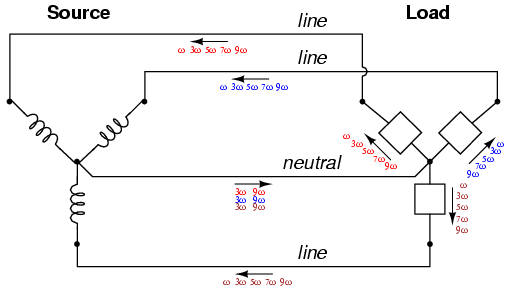 Source
Load
line
ω 3ω 5ω 7ω 9ω
line
ω 3ω 5ω 7ω 9ω
ω 3ω 5ω 7ω 9ω
9ω 7ω 5ω 3ω ω
neutral
3ω 9ω
3ω 9ω
3ω 9ω
ω
3ω
5ω
7ω
9ω
line
ω 3ω 5ω 7ω 9ω